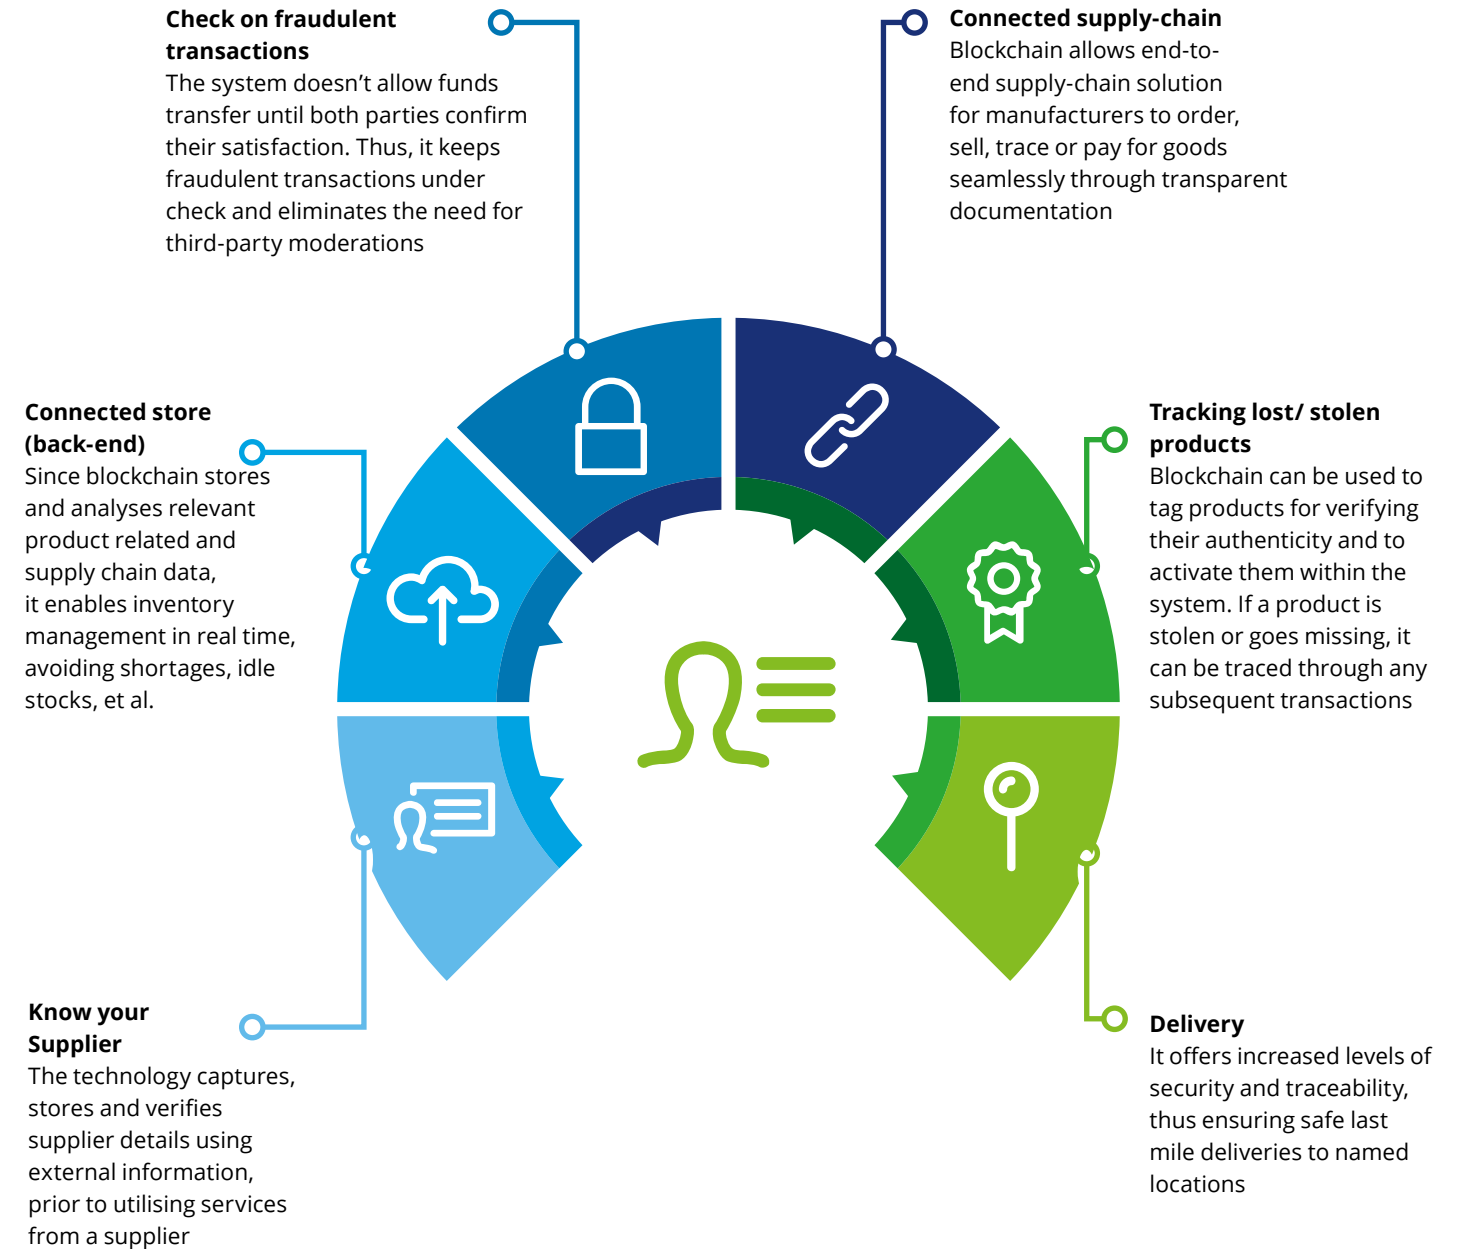 Check on fraudulent
transactions
The system doesn’t allow funds
transfer until both parties confirm
their satisfaction. Thus, it keeps
fraudulent transactions under
check and eliminates the need for
third-party moderations
Connected supply-chain
Blockchain allows end-to-
end supply-chain solution
for manufacturers to order,
sell, trace or pay for goods
seamlessly through transparent
documentation
Connected store
(back-end)
Since blockchain stores
and analyses relevant
product related and
supply chain data,
it enables inventory
management in real time,
avoiding shortages, idle
stocks, et al.
Tracking lost/ stolen
products
Blockchain can be used to
tag products for verifying
their authenticity and to
activate them within the
system. If a product is
stolen or goes missing, it
can be traced through any
subsequent transactions
Know your
Supplier
The technology captures,
stores and verifies
supplier details using
external information,
prior to utilising services
from a supplier
Delivery
It offers increased levels of
security and traceability,
thus ensuring safe last
mile deliveries to named
locations